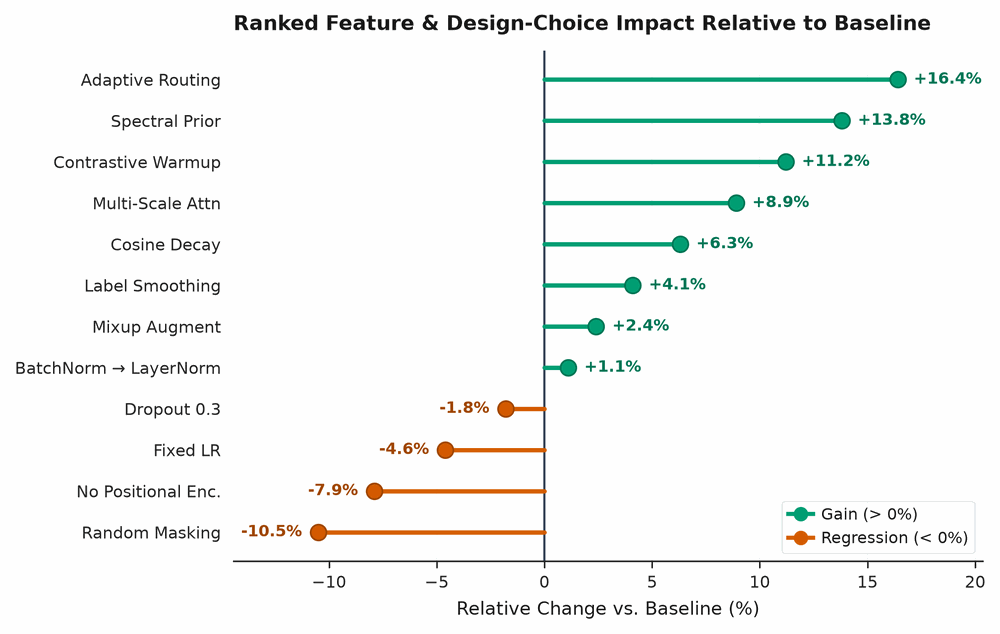 Ranked Feature & Design-Choice Impact Relative to Baseline
Adaptive Routing +16.4%
Spectral Prior +13.8%
Contrastive Warmup +11.2%
Multi-Scale Attn +8.9%
Cosine Decay +6.3%
Label Smoothing +4.1%
Mixup Augment +2.4%
BatchNorm → LayerNorm +1.1%
Dropout 0.3 -1.8%
Fixed LR -4.6%
No Positional Enc. -7.9%
Random Masking -10.5%
Gain (> 0%)
Regression (< 0%)
−10 −5 0 5 10 15 20
Relative Change vs. Baseline (%)